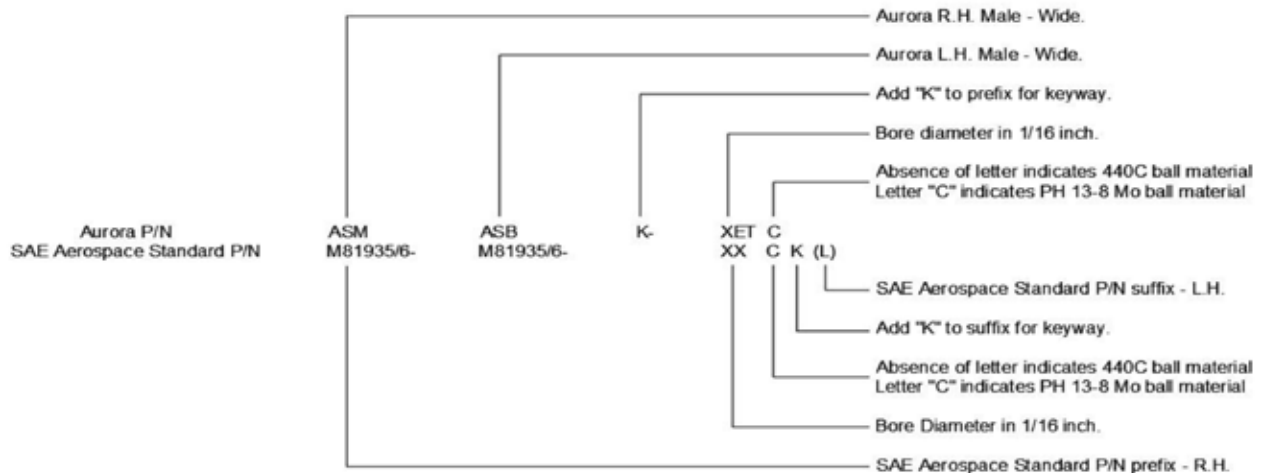 Aurora R.H. Male - Wide.
Aurora L.H. Male - Wide.
Add "K" to prefix for keyway.
Bore diameter in 1/16 inch.
Absence of letter indicates 440C ball material
Letter "C" indicates PH 13-8 Mo ball material
Aurora P/N ASM ASB K- XET C
SAE Aerospace Standard P/N M81935/6- M81935/6- XX C K (L)
SAE Aerospace Standard P/N suffix - L.H.
Add "K" to suffix for keyway.
Absence of letter indicates 440C ball material
Letter "C" indicates PH 13-8 Mo ball material
Bore Diameter in 1/16 inch.
SAE Aerospace Standard P/N prefix - R.H.